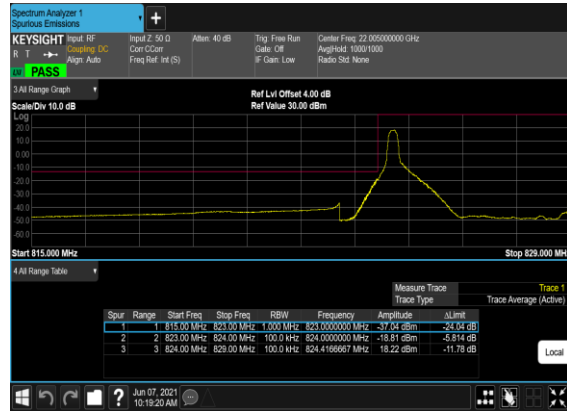 Spectrum Analyzer 1
Spurious Emissions
KEYSIGHT Input: RF Input Z: 50 Ω Atten: 40 dB Trig: Free Run Center Freq: 22.005000000 GHz
R T Coupling: DC Corr CCorr Gate: Off Avg|Hold: 1000/1000
Align: Auto Freq Ref: Int (S) IF Gain: Low Radio Std: None
PASS
3 All Range Graph
Ref Lvl Offset 4.00 dB
Scale/Div 10.0 dB Ref Value 30.00 dBm
Log
20.0
10.0
0.00
-10.0
-20.0
-30.0
-40.0
-50.0
-60.0
Start 815.000 MHz Stop 829.000 MH
4 All Range Table
Measure Trace Trace 1
Trace Type Trace Average (Active)
Spur Range Start Freq Stop Freq RBW Frequency Amplitude ΔLimit
1 1 815.00 MHz 823.00 MHz 1.000 MHz 823.0000000 MHz -37.04 dBm -24.04 dB
2 2 823.00 MHz 824.00 MHz 100.0 kHz 824.0000000 MHz -18.81 dBm -5.814 dB
3 3 824.00 MHz 829.00 MHz 100.0 kHz 824.4166667 MHz 18.22 dBm -11.78 dB
Local
? Jun 07, 2021
10:19:20 AM